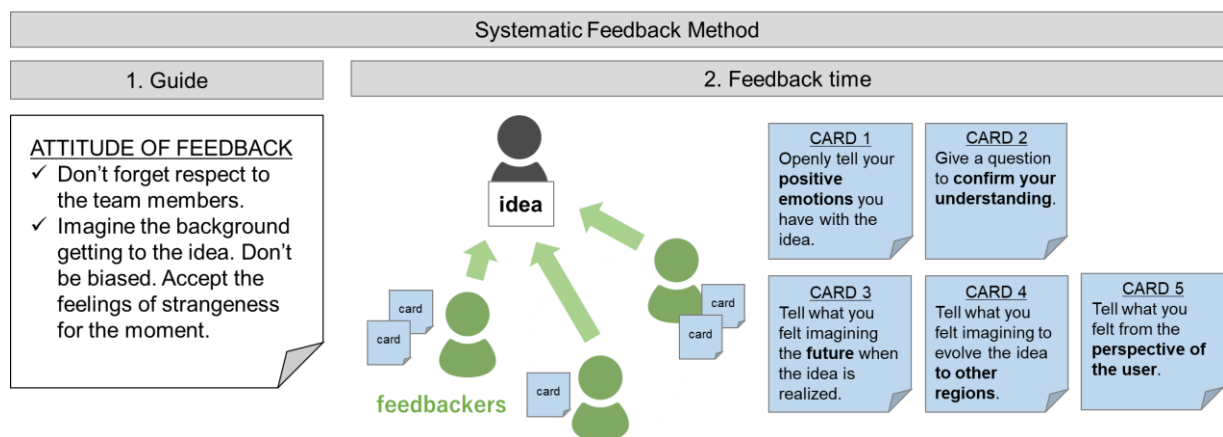 Systematic Feedback Method
1. Guide
2. Feedback time
ATTITUDE OF FEEDBACK
✓ Don't forget respect to
the team members.
✓ Imagine the background
getting to the idea. Don't
be biased. Accept the
feelings of strangeness
for the moment.
idea
card
card
card
card
card
feedbackers
CARD 1
Openly tell your
positive
emotions you
have with the
idea.
CARD 2
Give a question
to confirm your
understanding.
CARD 3
Tell what you
felt imagining
the future when
the idea is
realized.
CARD 4
Tell what you
felt imagining to
evolve the idea
to other
regions.
CARD 5
Tell what you
felt from the
perspective of
the user.